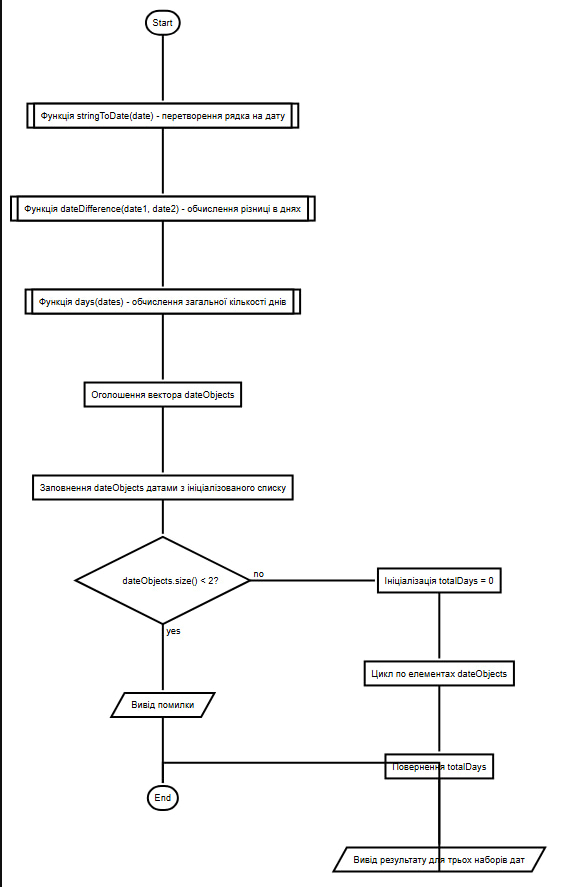 Start
Функція stringToDate(date) - перетворення рядка на дату
Функція dateDifference(date1, date2) - обчислення різниці в днях
Функція days(dates) - обчислення загальної кількості днів
Оголошення вектора dateObjects
Заповнення dateObjects датами з ініціалізованого списку
dateObjects.size() < 2?
no
Ініціалізація totalDays = 0
yes
Цикл по елементах dateObjects
Вивід помилки
Повернення totalDays
End
Вивід результату для трьох наборів дат